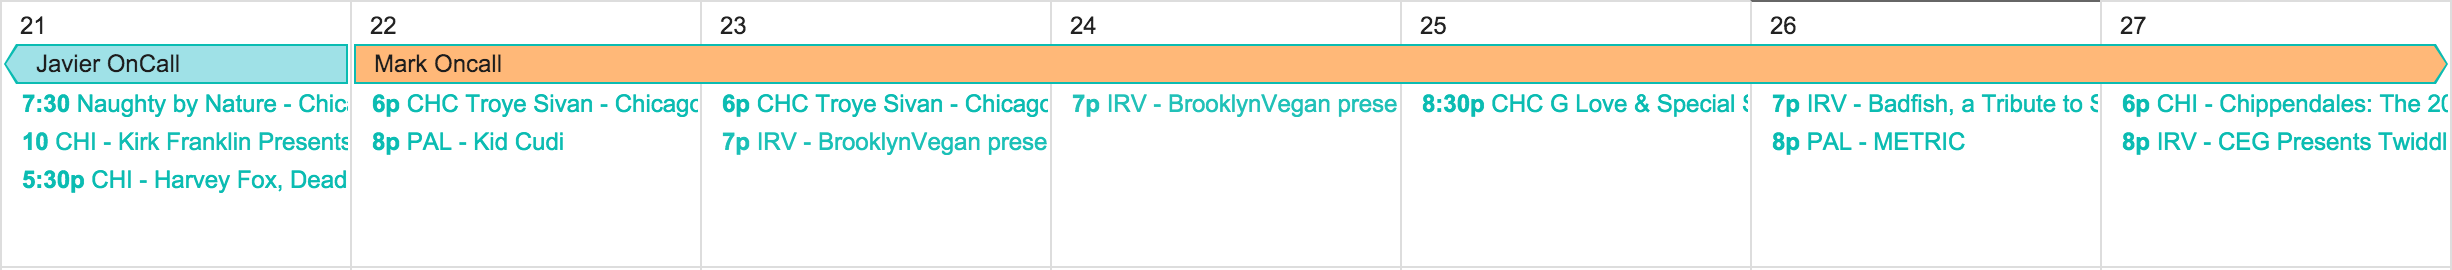 21
22
23
24
25
26
27
Javier OnCall
Mark Oncall
7:30 Naughty by Nature - Chic
10 CHI - Kirk Franklin Presents
5:30p CHI - Harvey Fox, Dead
6p CHC Troye Sivan - Chicago
8p PAL - Kid Cudi
6p CHC Troye Sivan - Chicago
7p IRV - BrooklynVegan prese
7p IRV - BrooklynVegan prese
8:30p CHC G Love & Special S
7p IRV - Badfish, a Tribute to S
8p PAL - METRIC
6p CHI - Chippendales: The 20
8p IRV - CEG Presents Twiddl